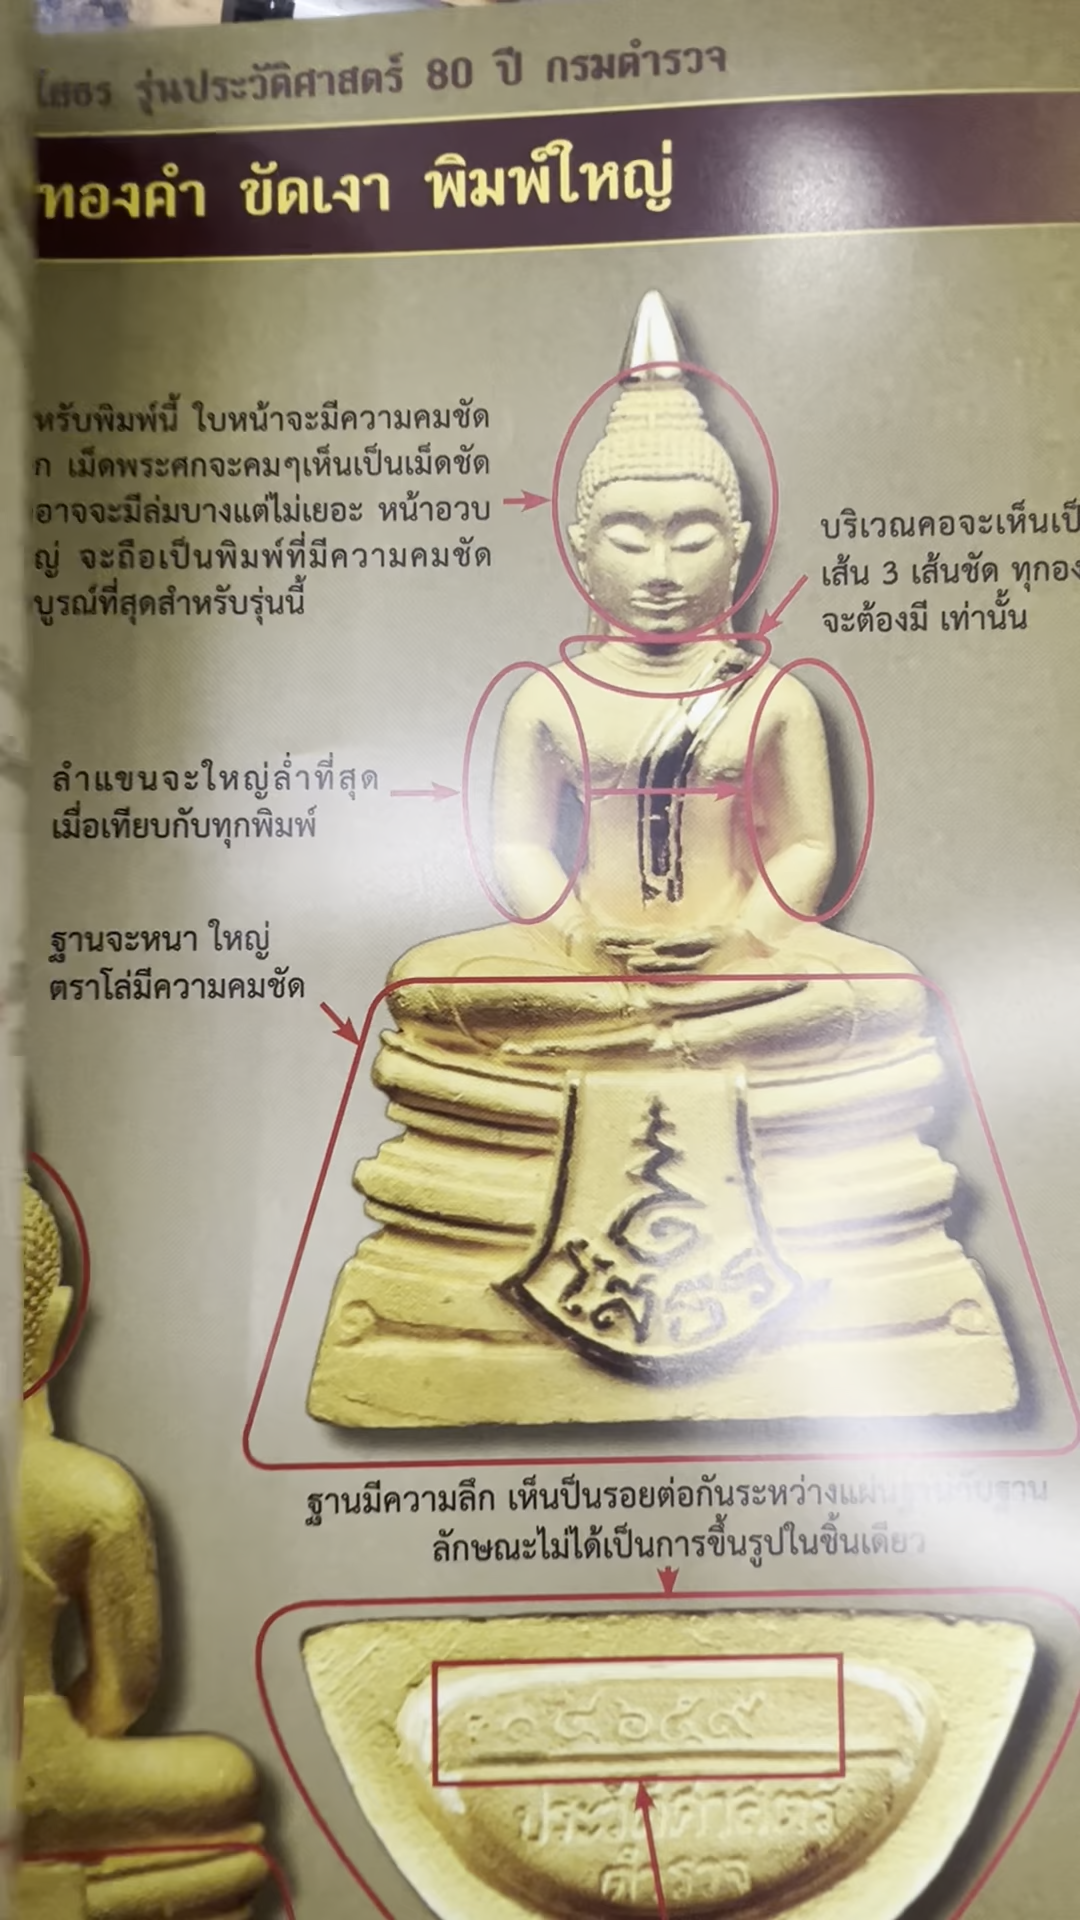 โสธร รุ่นประวัติศาสตร์ 80 ปี กรมตำรวจ
ทองคำ ขัดเงา พิมพ์ใหญ่
หรับพิมพ์นี้ ใบหน้าจะมีความคมชัด
ก เม็ดพระศกจะคมๆเห็นเป็นเม็ดชัด
อาจจะมีล่มบางแต่ไม่เยอะ หน้าอวบ
ญ่ จะถือเป็นพิมพ์ที่มีความคมชัด
บูรณ์ที่สุดสำหรับรุ่นนี้
บริเวณคอจะเห็นเป็
เส้น 3 เส้นชัด ทุกอง
จะต้องมี เท่านั้น
ลำแขนจะใหญ่ล่ำที่สุด
เมื่อเทียบกับทุกพิมพ์
ฐานจะหนา ใหญ่
ตราโล่มีความคมชัด
โสธร
ฐานมีความลึก เห็นป็นรอยต่อกันระหว่างแผ่นฐานกับฐาน
ลักษณะไม่ได้เป็นการขึ้นรูปในชิ้นเดียว
๖๕๙
ประวัติศาสตร์
ตำรวจ